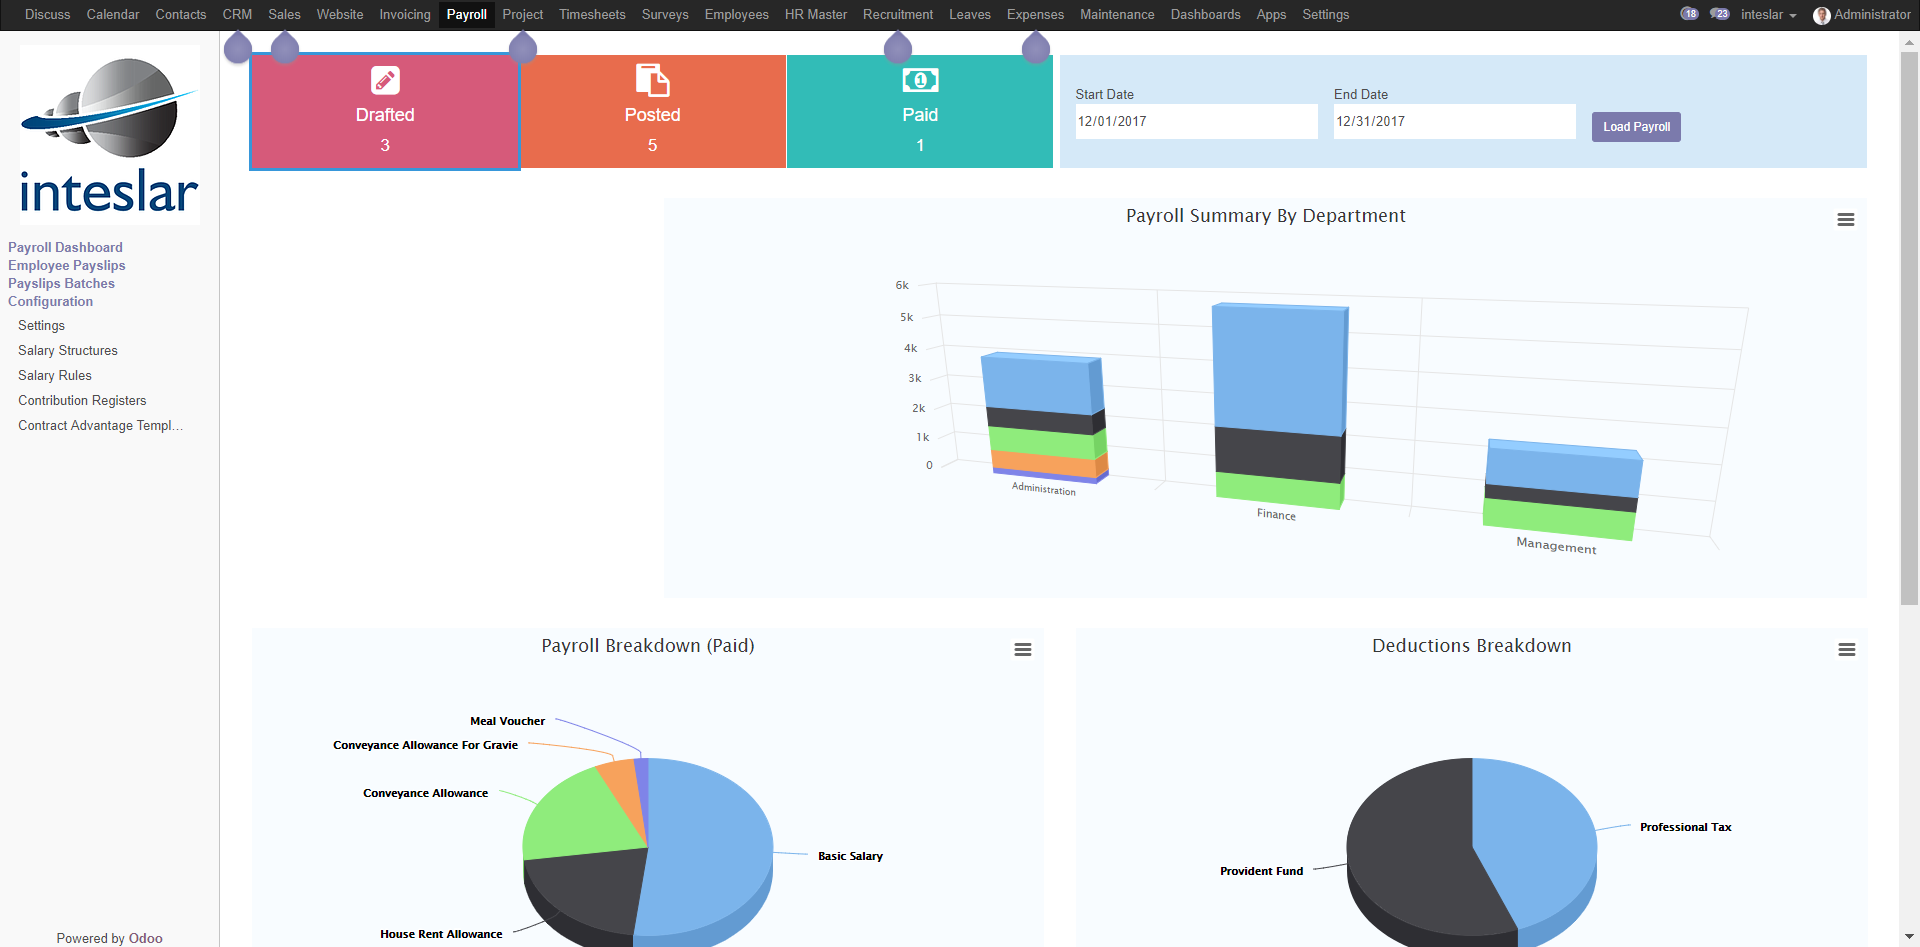 Discuss Calendar Contacts CRM Sales Website Invoicing Payroll Project Timesheets Surveys Employees HR Master Recruitment Leaves Expenses Maintenance Dashboards Apps Settings 18 23 inteslar Administrator
inteslar
Payroll Dashboard
Employee Payslips
Payslips Batches
Configuration
Settings
Salary Structures
Salary Rules
Contribution Registers
Contract Advantage Templ...
Powered by Odoo
Drafted
3
Posted
5
1
Paid
1
Start Date
12/01/2017
End Date
12/31/2017
Load Payroll
Payroll Summary By Department
6k
5k
4k
3k
2k
1k
0
Administration
Finance
Management
Payroll Breakdown (Paid)
Meal Voucher
Conveyance Allowance For Gravie
Conveyance Allowance
Basic Salary
House Rent Allowance
Deductions Breakdown
Professional Tax
Provident Fund